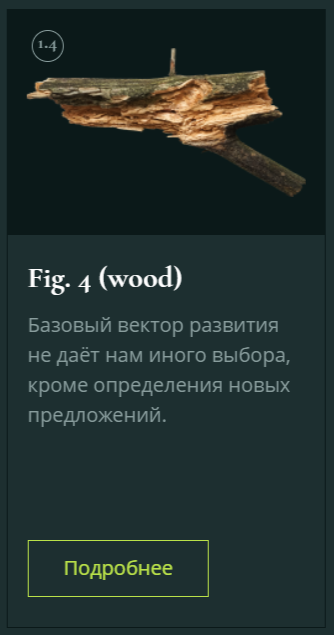 1.4
Fig. 4 (wood)
Базовый вектор развития
не даёт нам иного выбора,
кроме определения новых
предложений.
Подробнее